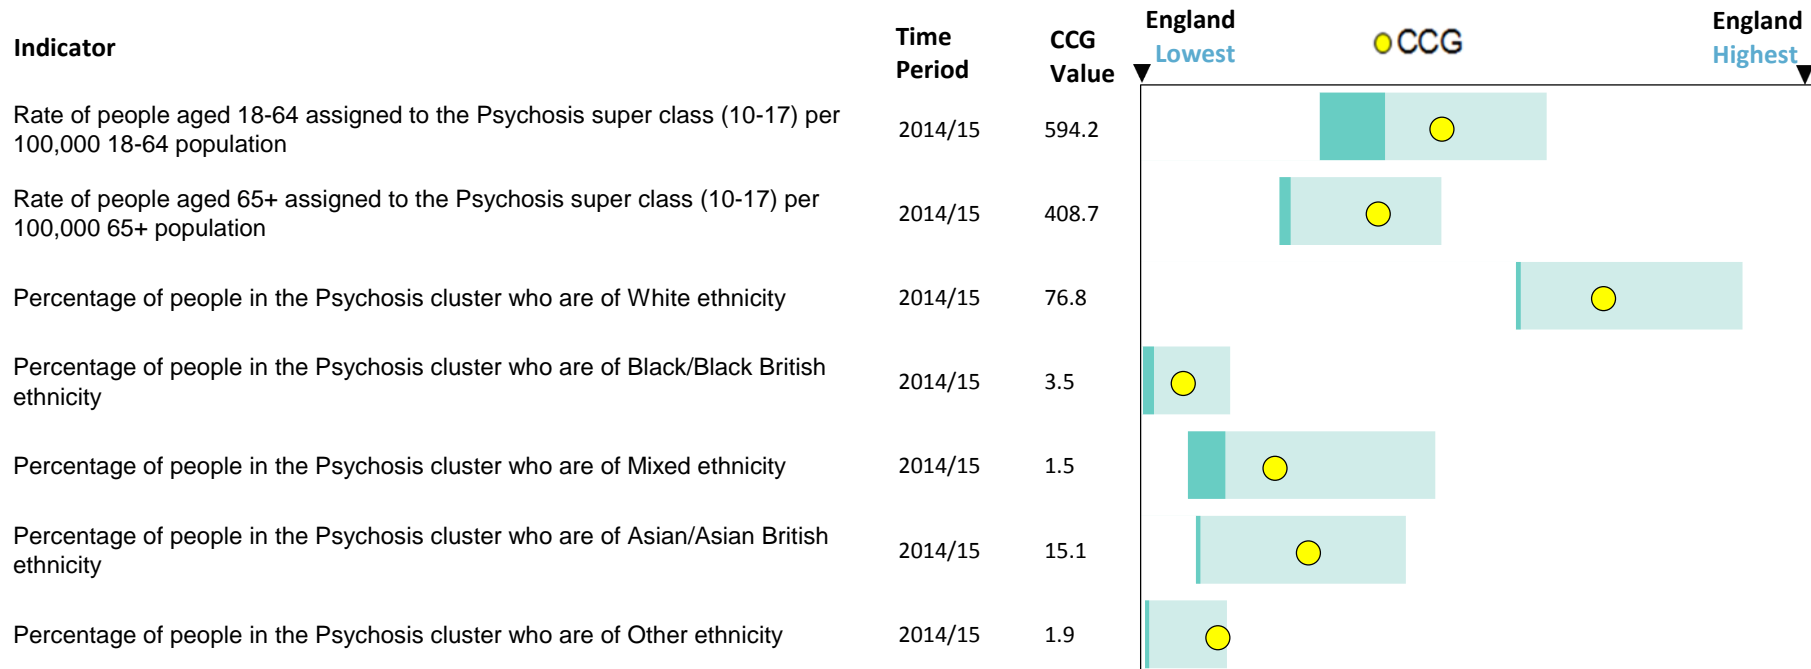 Indicator
Time
Period
CCG
Value
England
Lowest
CCG
England
Highest
Rate of people aged 18-64 assigned to the Psychosis super class (10-17) per
100,000 18-64 population
2014/15
594.2
Rate of people aged 65+ assigned to the Psychosis super class (10-17) per
100,000 65+ population
2014/15
408.7
Percentage of people in the Psychosis cluster who are of White ethnicity
2014/15
76.8
Percentage of people in the Psychosis cluster who are of Black/Black British
ethnicity
2014/15
3.5
Percentage of people in the Psychosis cluster who are of Mixed ethnicity
2014/15
1.5
Percentage of people in the Psychosis cluster who are of Asian/Asian British
ethnicity
2014/15
15.1
Percentage of people in the Psychosis cluster who are of Other ethnicity
2014/15
1.9